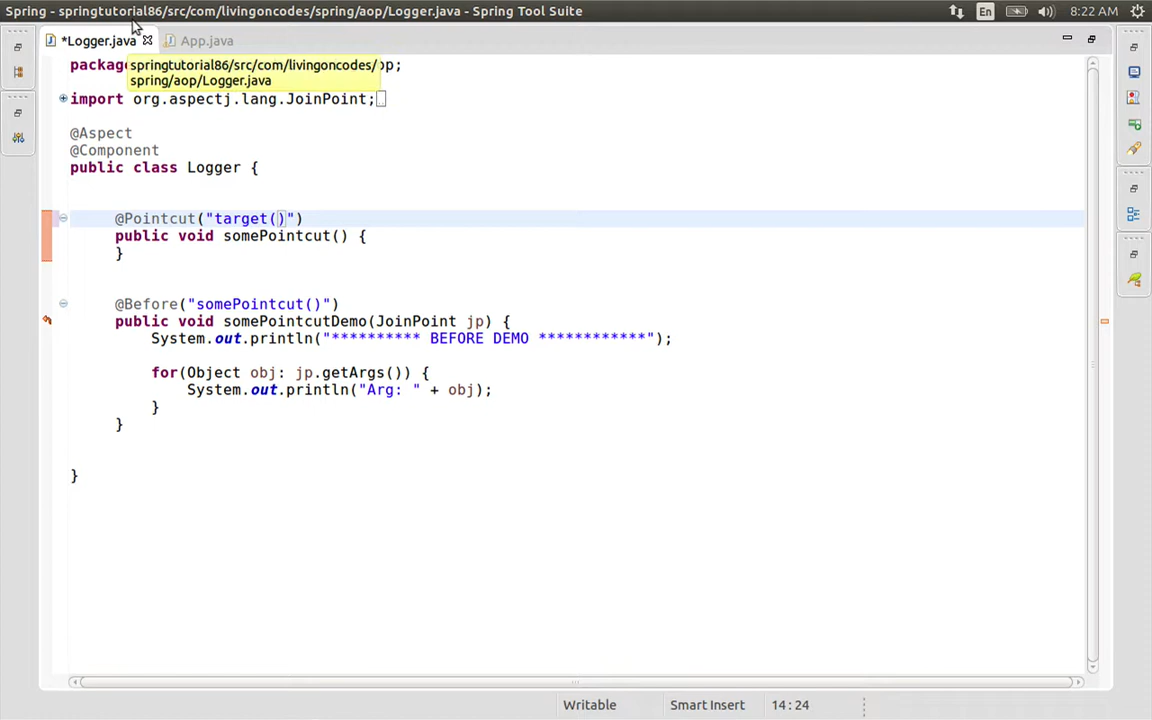 Spring - springtutorial86/src/com/livingoncodes/spring/aop/Logger.java - Spring Tool Suite
En
8:22 AM
*Logger.java
App.java
packag
op;
springtutorial86/src/com/livingoncodes/
spring/aop/Logger.java
import org.aspectj.lang.JoinPoint;
@Aspect
@Component
public class Logger {
@Pointcut("target()")
public void somePointcut() {
}
@Before("somePointcut()")
public void somePointcutDemo(JoinPoint jp) {
System.out.println("********** BEFORE DEMO ************");
for(Object obj: jp.getArgs()) {
System.out.println("Arg: " + obj);
}
}
}
Writable
Smart Insert
14 : 24